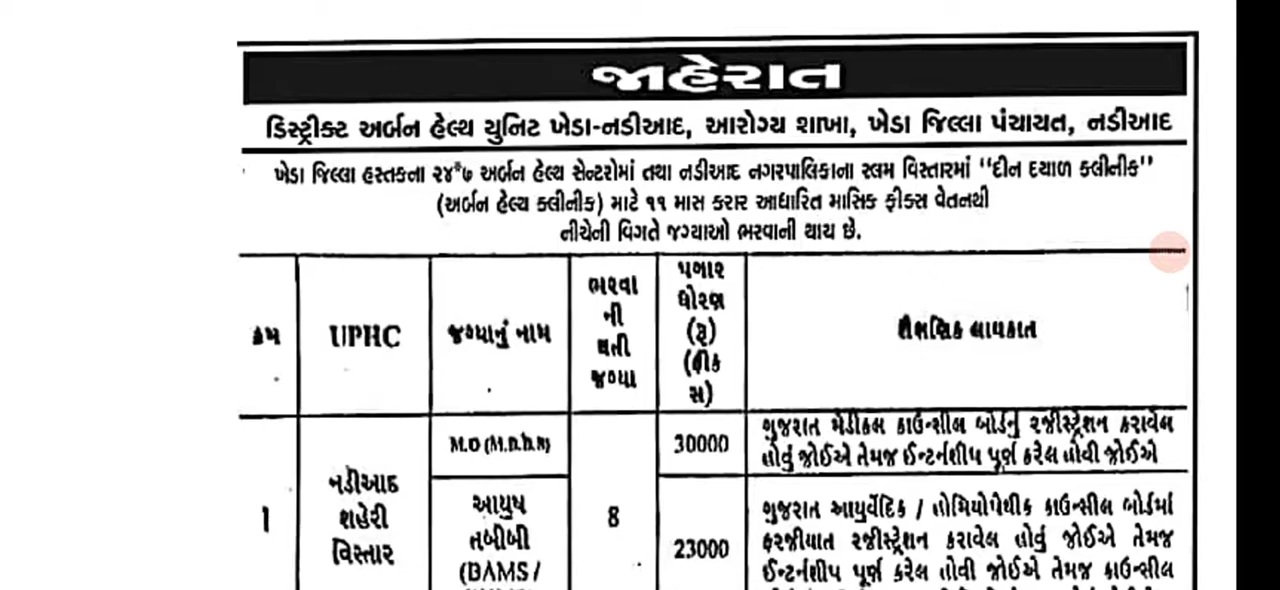 જાહેરાત
ડિસ્ટ્રીક્ટ અર્બન હેલ્થ યુનિટ ખેડા-નડીઆદ, આરોગ્ય શાખા, ખેડા જિલ્લા પંચાયત, નડીઆદ
ખેડા જિલ્લા હસ્તકના ૨૪*૭ અર્બન હેલ્થ સેન્ટરોમાં તથા નડીઆદ નગરપાલિકાના સ્લમ વિસ્તારમાં "દીન દયાળ ક્લીનીક"
(અર્બન હેલ્થ ક્લીનીક) માટે ૧૧ માસ કરાર આધારિત માસિક ફીક્સ વેતનથી
નીચેની વિગતે જગ્યાઓ ભરવાની થાય છે.
ક્રમ
UPHC
જગ્યાનું નામ
ભરવા
ની
થતી
જગ્યા
પગાર
ધોરણ
(રૂ)
(ફીક
સ)
શૈક્ષણિક લાયકાત
1
નડીઆદ
શહેરી
વિસ્તાર
M.O (M.B.B.S)
8
30000
ગુજરાત મેડીકલ કાઉન્સીલ બોર્ડનું રજીસ્ટ્રેશન કરાવેલ
હોવું જોઈએ તેમજ ઈન્ટર્નશીપ પૂર્ણ કરેલ હોવી જોઈએ
આયુષ
તબીબી
(BAMS /
23000
ગુજરાત આયુર્વેદિક / હોમિયોપેથીક કાઉન્સીલ બોર્ડમાં
ફરજીયાત રજીસ્ટ્રેશન કરાવેલ હોવું જોઈએ તેમજ
ઈન્ટર્નશીપ પૂર્ણ કરેલ હોવી જોઈએ તેમજ કાઉન્સીલ